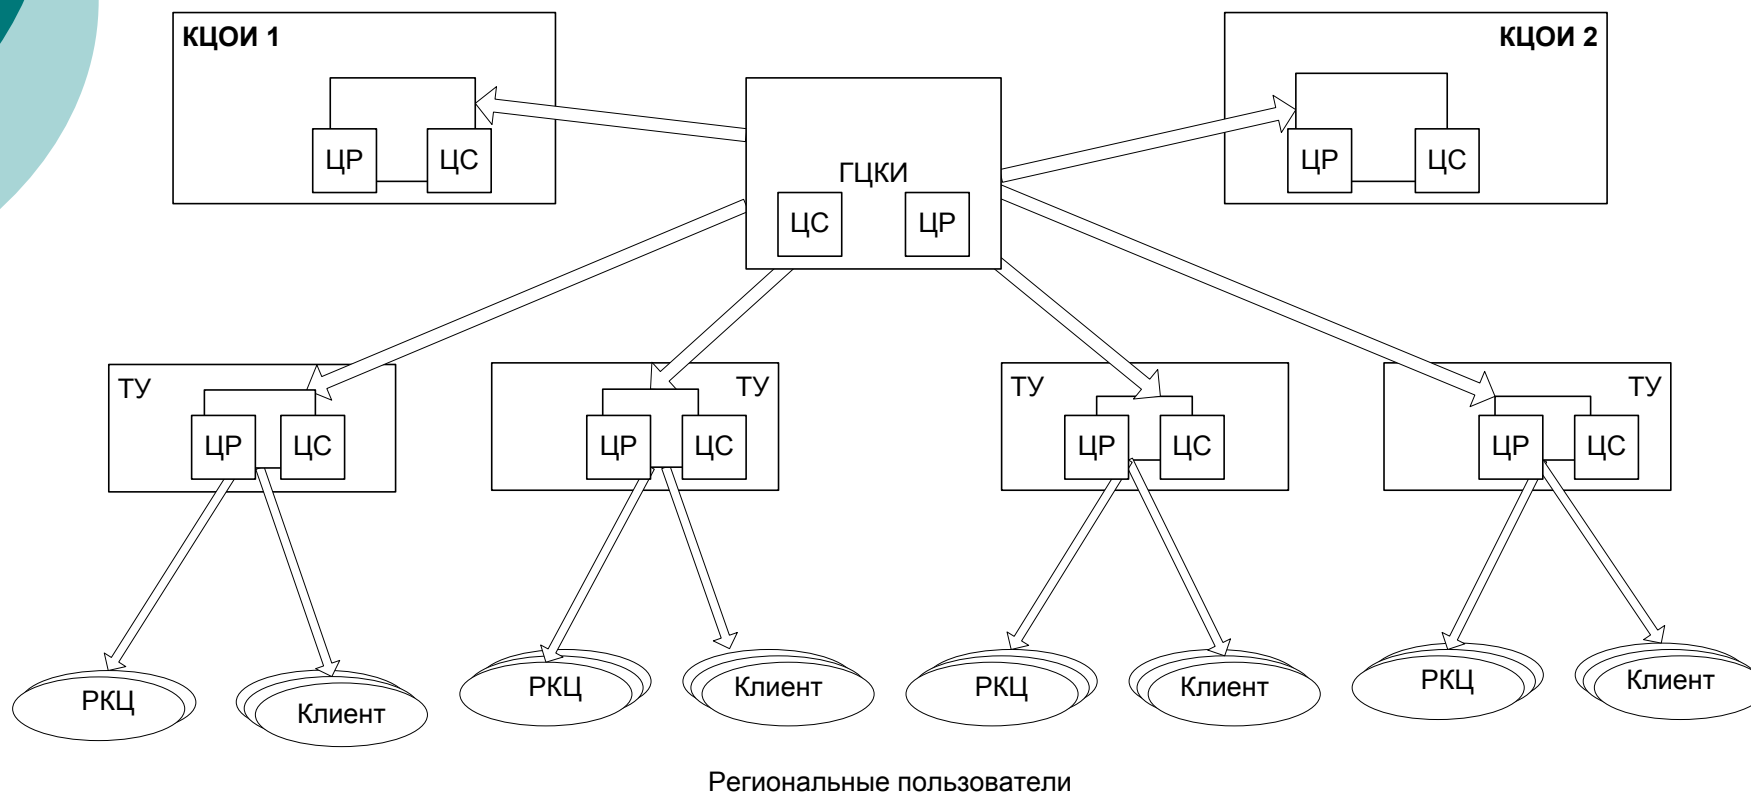 КЦОИ 1
КЦОИ 2
ЦР
ЦС
ГЦКИ
ЦС
ЦР
ЦР
ЦС
ТУ
ЦР
ЦС
ТУ
ЦР
ЦС
ТУ
ЦР
ЦС
ТУ
ЦР
ЦС
РКЦ
Клиент
РКЦ
Клиент
РКЦ
Клиент
РКЦ
Клиент
Региональные пользователи